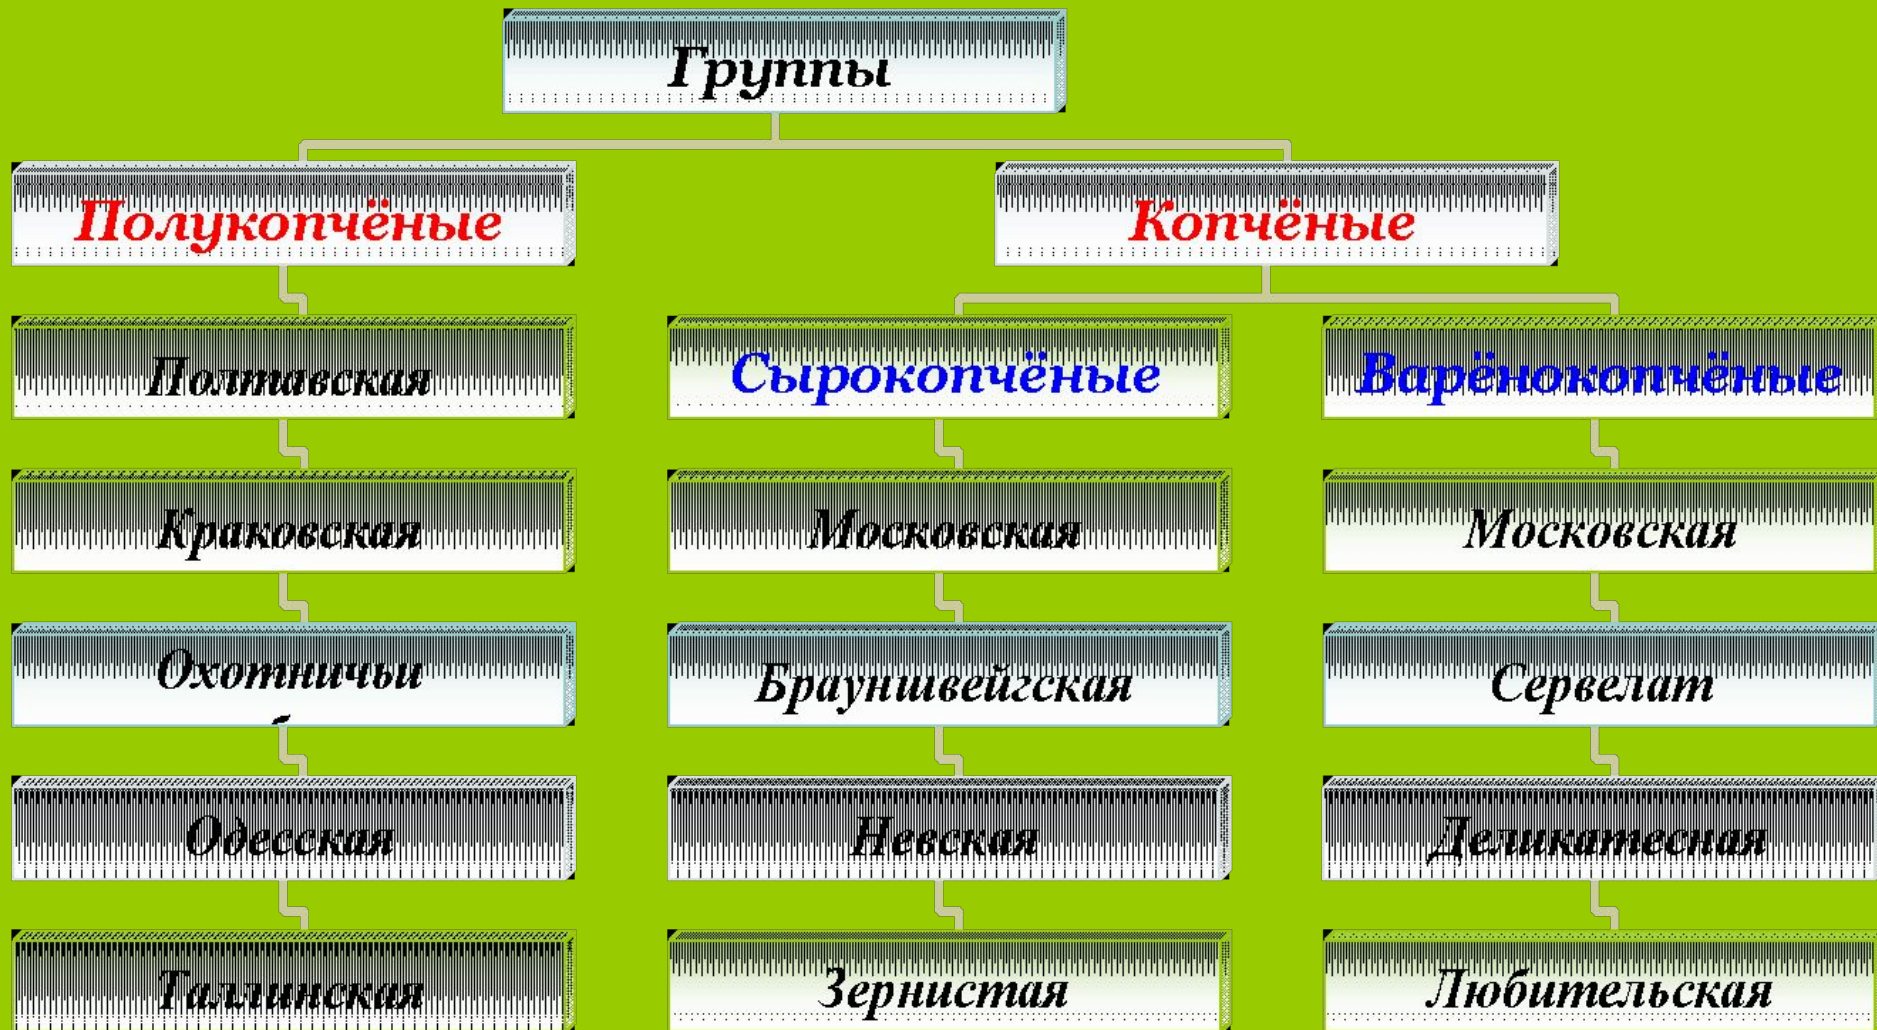 Группы
Полукопчёные
Копчёные
Полтавская
Сырокопчёные
Варёнокопчёные
Краковская
Московская
Московская
Охотничьи
Брауншвейгская
Сервелат
Одесская
Невская
Деликатесная
Таллинская
Зернистая
Любительская